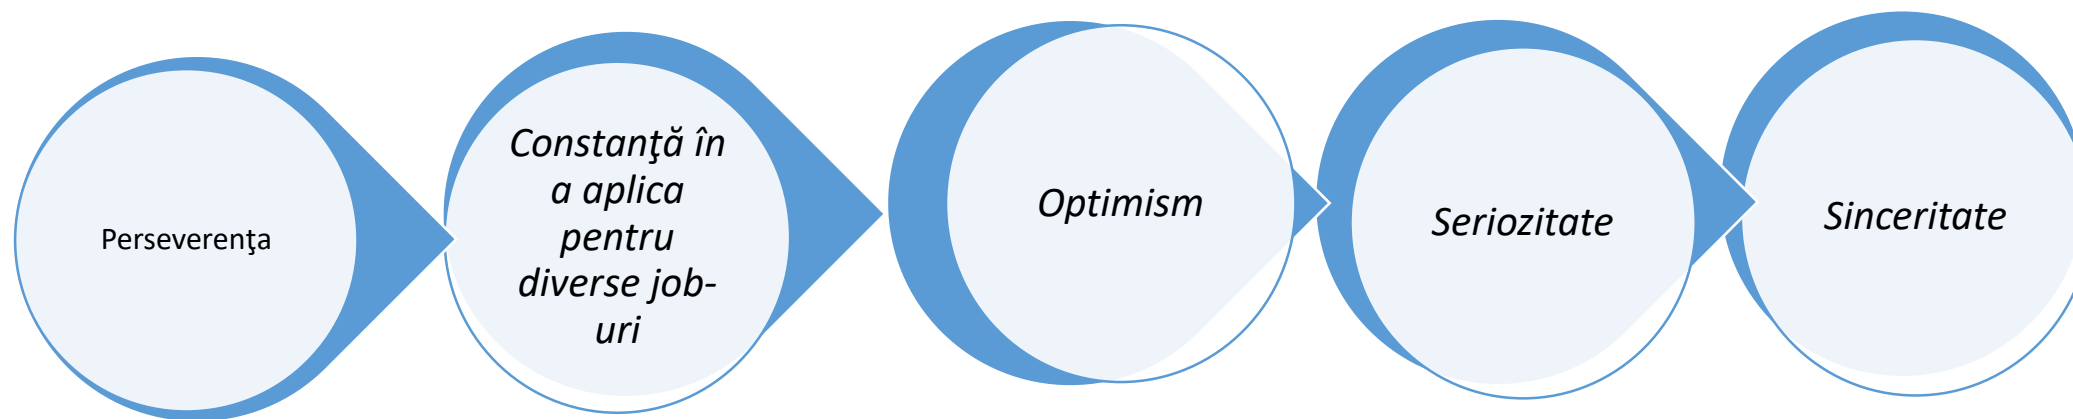 Perseverenţa
Constanţă în
a aplica
pentru
diverse job-
uri
Optimism
Seriozitate
Sinceritate